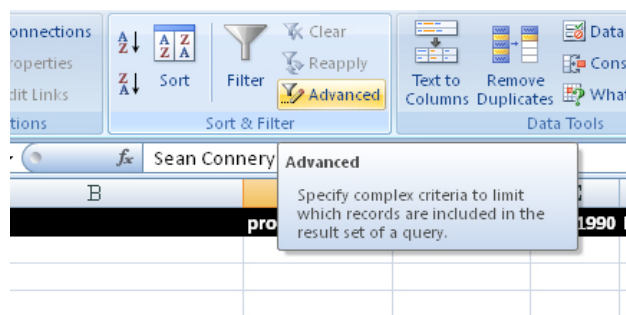 onnections
roperties
dit Links
tions
A
Z
Z
A
A Z
Z A
Sort
Filter
Clear
Reapply
Advanced
Sort & Filter
Text to
Columns
Remove
Duplicates
Data
Cons
What
Data Tools
fx
Sean Connery
Advanced
Specify complex criteria to limit
which records are included in the
result set of a query.
B
pro
1990